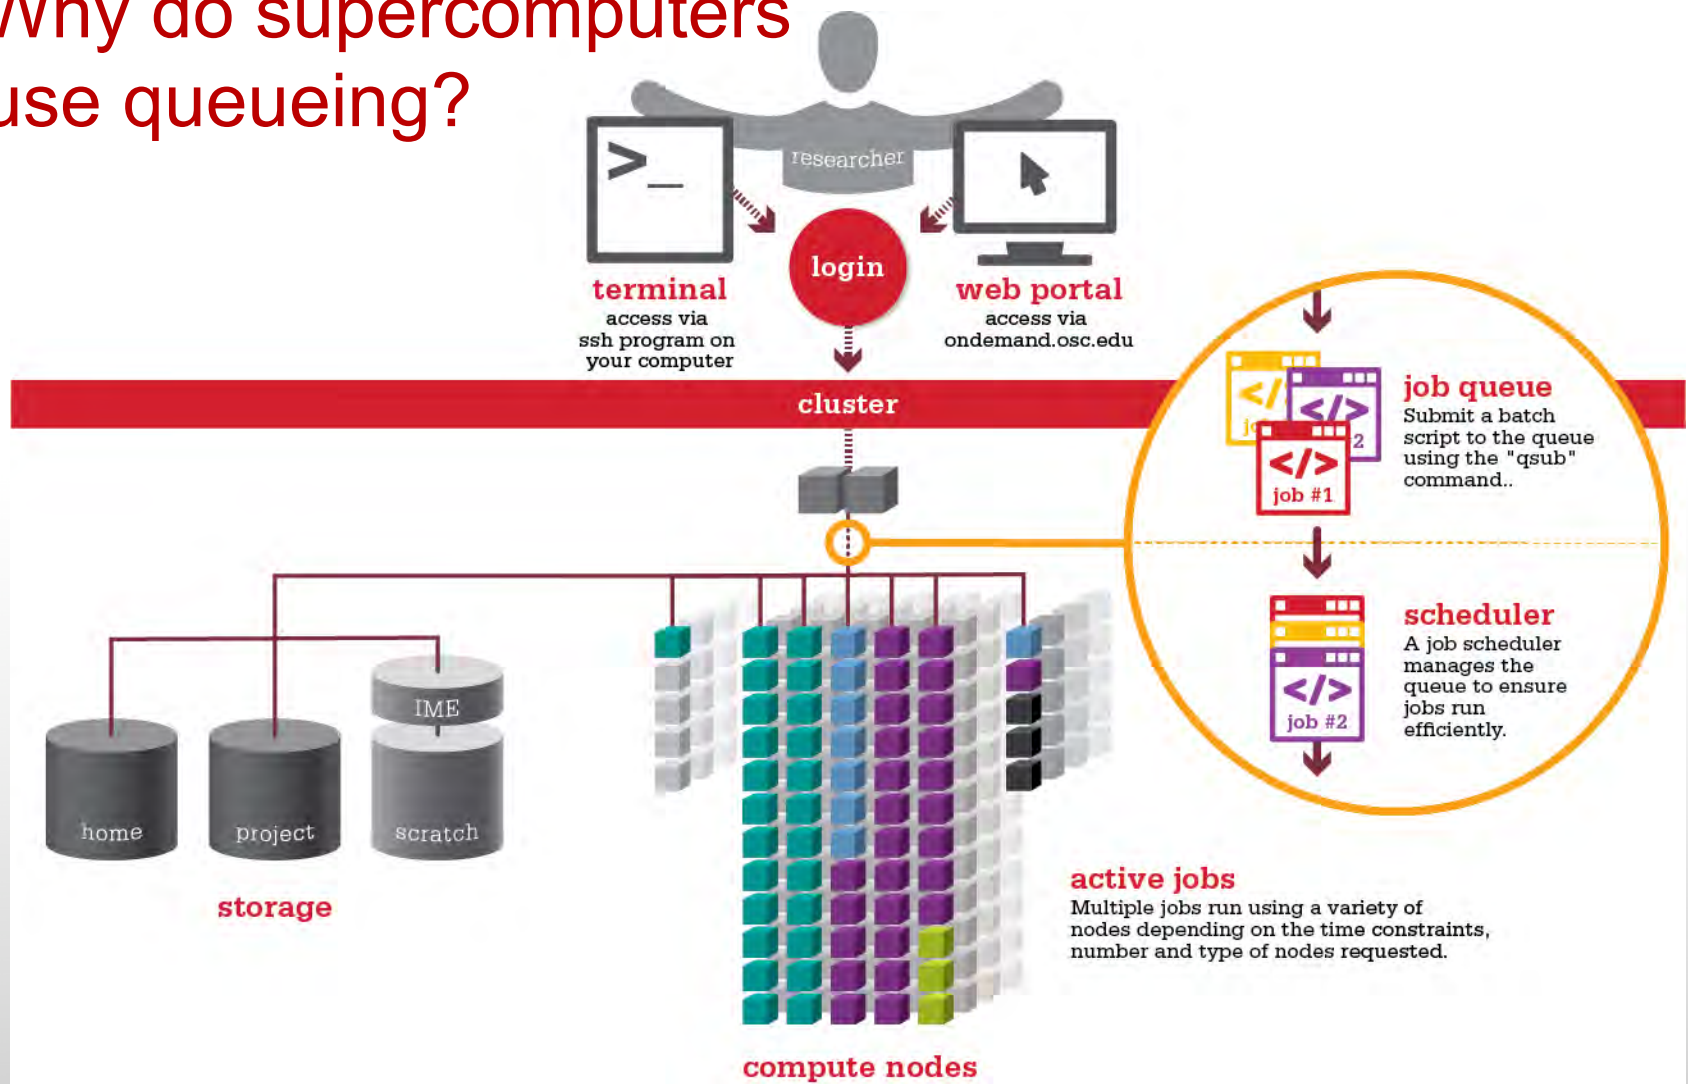 Why do supercomputers
use queueing?
researcher
>_
login
terminal
access via
ssh program on
your computer
web portal
access via
ondemand.osc.edu
cluster
</>
</>
2
</>
job #1
job queue
Submit a batch
script to the queue
using the "qsub"
command..
scheduler
A job scheduler
manages the
queue to ensure
jobs run
efficiently.
</>
job #2
IME
home
project
scratch
storage
active jobs
Multiple jobs run using a variety of
nodes depending on the time constraints,
number and type of nodes requested.
compute nodes